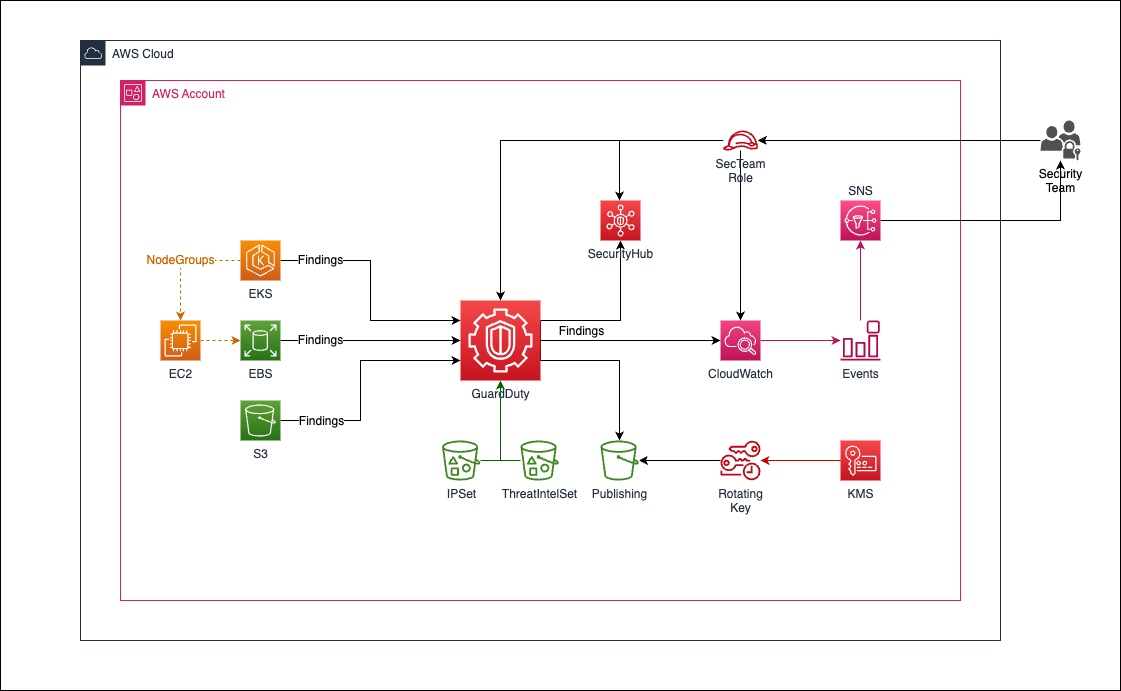 AWS Cloud
AWS Account
SecTeam
Role
Security
Team
SNS
SecurityHub
NodeGroups
Findings
EKS
Findings
Findings
EC2
EBS
GuardDuty
CloudWatch
Events
Findings
S3
IPSet
ThreatIntelSet
Publishing
Rotating
Key
KMS